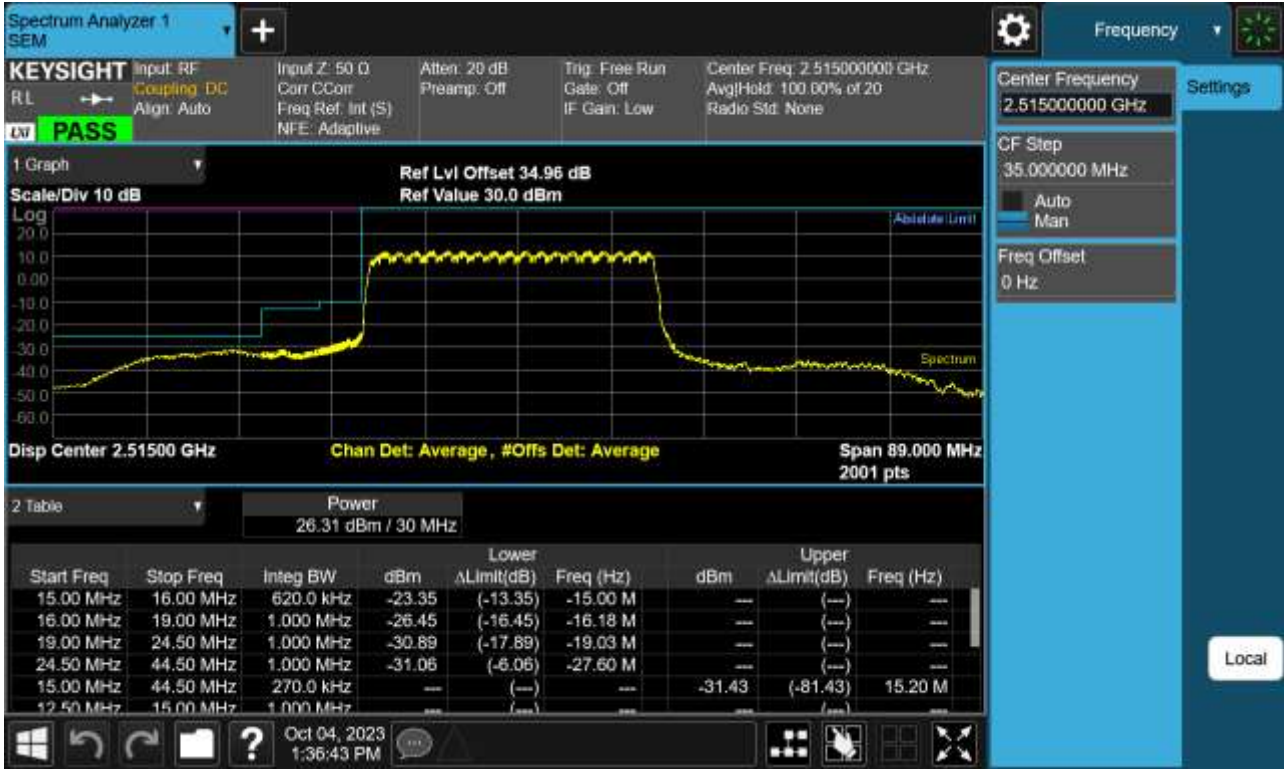 Spectrum Analyzer 1
SEM
+
Frequency
KEYSIGHT
RL
LXI
PASS
Input: RF
Coupling: DC
Align: Auto
Input Z: 50 Ω
Corr CCorr
Freq Ref: Int (S)
NFE: Adaptive
Atten: 20 dB
Preamp: Off
Trig: Free Run
Gate: Off
IF Gain: Low
Center Freq: 2.515000000 GHz
Avg|Hold: 100.00% of 20
Radio Std: None
Center Frequency
2.515000000 GHz
Settings
CF Step
35.000000 MHz
Auto
Man
Freq Offset
0 Hz
1 Graph
Scale/Div 10 dB
Ref Lvl Offset 34.96 dB
Ref Value 30.0 dBm
Log
20.0
10.0
0.00
-10.0
-20.0
-30.0
-40.0
-50.0
-60.0
Absolute Limit
Spectrum
Disp Center 2.51500 GHz
Chan Det: Average, #Offs Det: Average
Span 89.000 MHz
2001 pts
2 Table
Power
26.31 dBm / 30 MHz
Lower Upper
Start Freq Stop Freq Integ BW dBm ΔLimit(dB) Freq (Hz) dBm ΔLimit(dB) Freq (Hz)
15.00 MHz 16.00 MHz 620.0 kHz -23.35 (-13.35) -15.00 M --- (---) ---
16.00 MHz 19.00 MHz 1.000 MHz -26.45 (-16.45) -16.18 M --- (---) ---
19.00 MHz 24.50 MHz 1.000 MHz -30.89 (-17.89) -19.03 M --- (---) ---
24.50 MHz 44.50 MHz 1.000 MHz -31.06 (-6.06) -27.60 M --- (---) ---
15.00 MHz 44.50 MHz 270.0 kHz --- (---) --- -31.43 (-81.43) 15.20 M
12.50 MHz 15.00 MHz 1.000 MHz --- (---) --- --- (---) ---
Local
?
Oct 04, 2023
1:36:43 PM